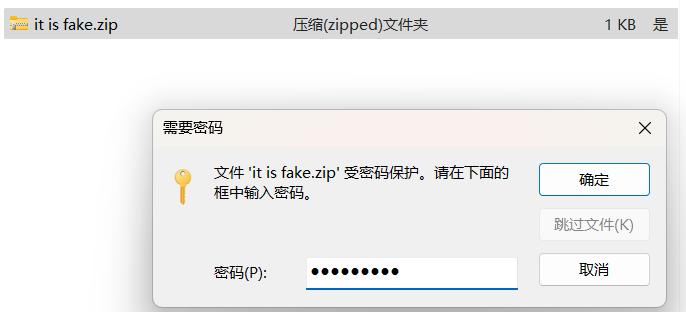 it is fake.zip 压缩(zipped)文件夹 1 KB 是
需要密码
文件 'it is fake.zip' 受密码保护。请在下面的
框中输入密码。
确定
跳过文件(K)
密码(P): ●●●●●●●●●
取消